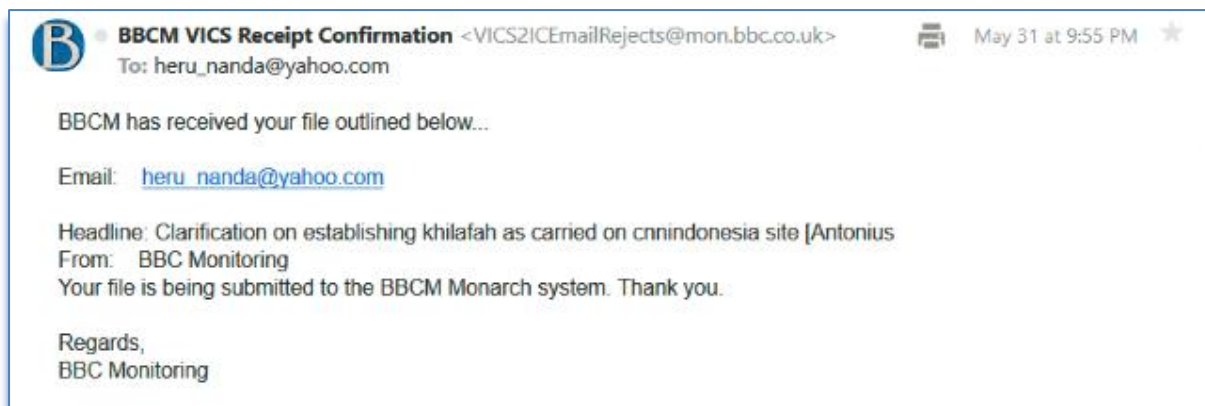 B
BBCM VICS Receipt Confirmation <VICS2ICEmailRejects@mon.bbc.co.uk> May 31 at 9:55 PM
To: heru_nanda@yahoo.com
BBCM has received your file outlined below...
Email: heru_nanda@yahoo.com
Headline: Clarification on establishing khilafah as carried on cnnindonesia site [Antonius
From: BBC Monitoring
Your file is being submitted to the BBCM Monarch system. Thank you.
Regards,
BBC Monitoring